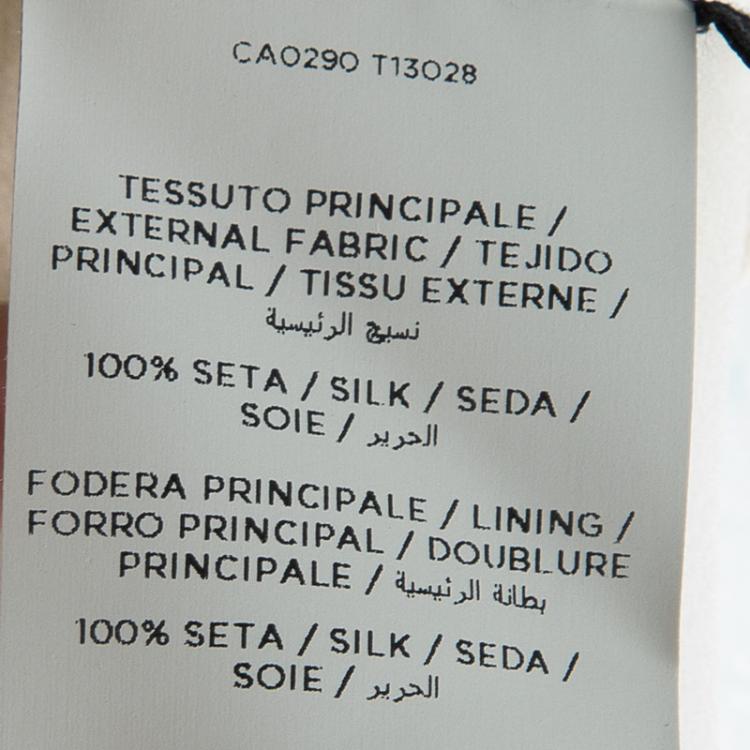 CA0290 T13028
TESSUTO PRINCIPALE /
EXTERNAL FABRIC / TEJIDO
PRINCIPAL / TISSU EXTERNE /
نسيج الرئيسية
100% SETA / SILK / SEDA /
SOIE / الحرير
FODERA PRINCIPALE / LINING /
FORRO PRINCIPAL / DOUBLURE
PRINCIPALE / بطانة الرئيسية
100% SETA / SILK / SEDA /
SOIE / الحرير